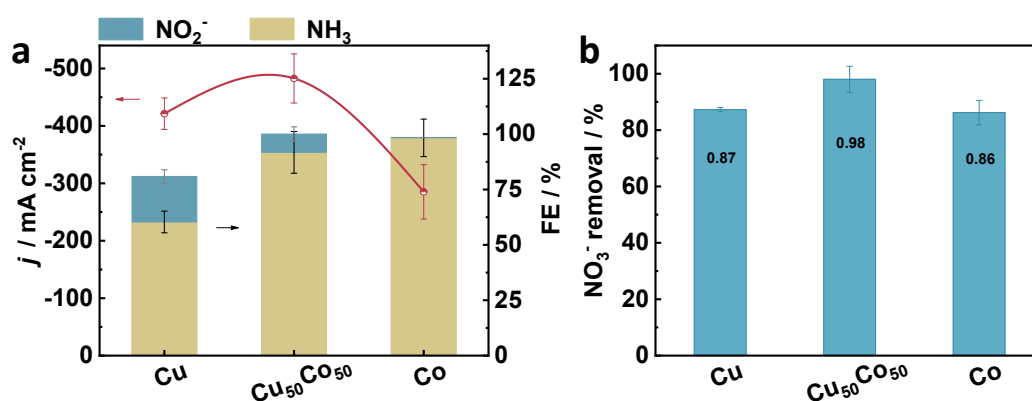 NO₂⁻ NH₃
a
j / mA cm⁻²
-500
-400
-300
-200
-100
0
125
100
75
50
25
0
FE / %
Cu Cu₅₀Co₅₀ Co
b
NO₃⁻ removal / %
100
80
60
40
20
0
0.87 0.98 0.86
Cu Cu₅₀Co₅₀ Co